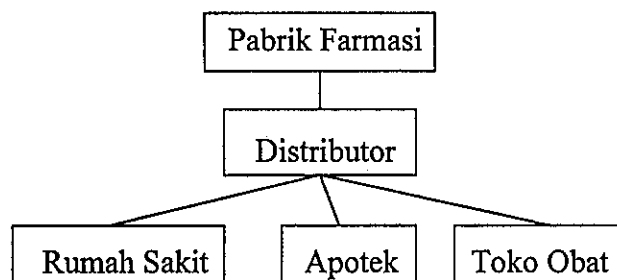 Pabrik Farmasi
Distributor
Rumah Sakit
Apotek
Toko Obat